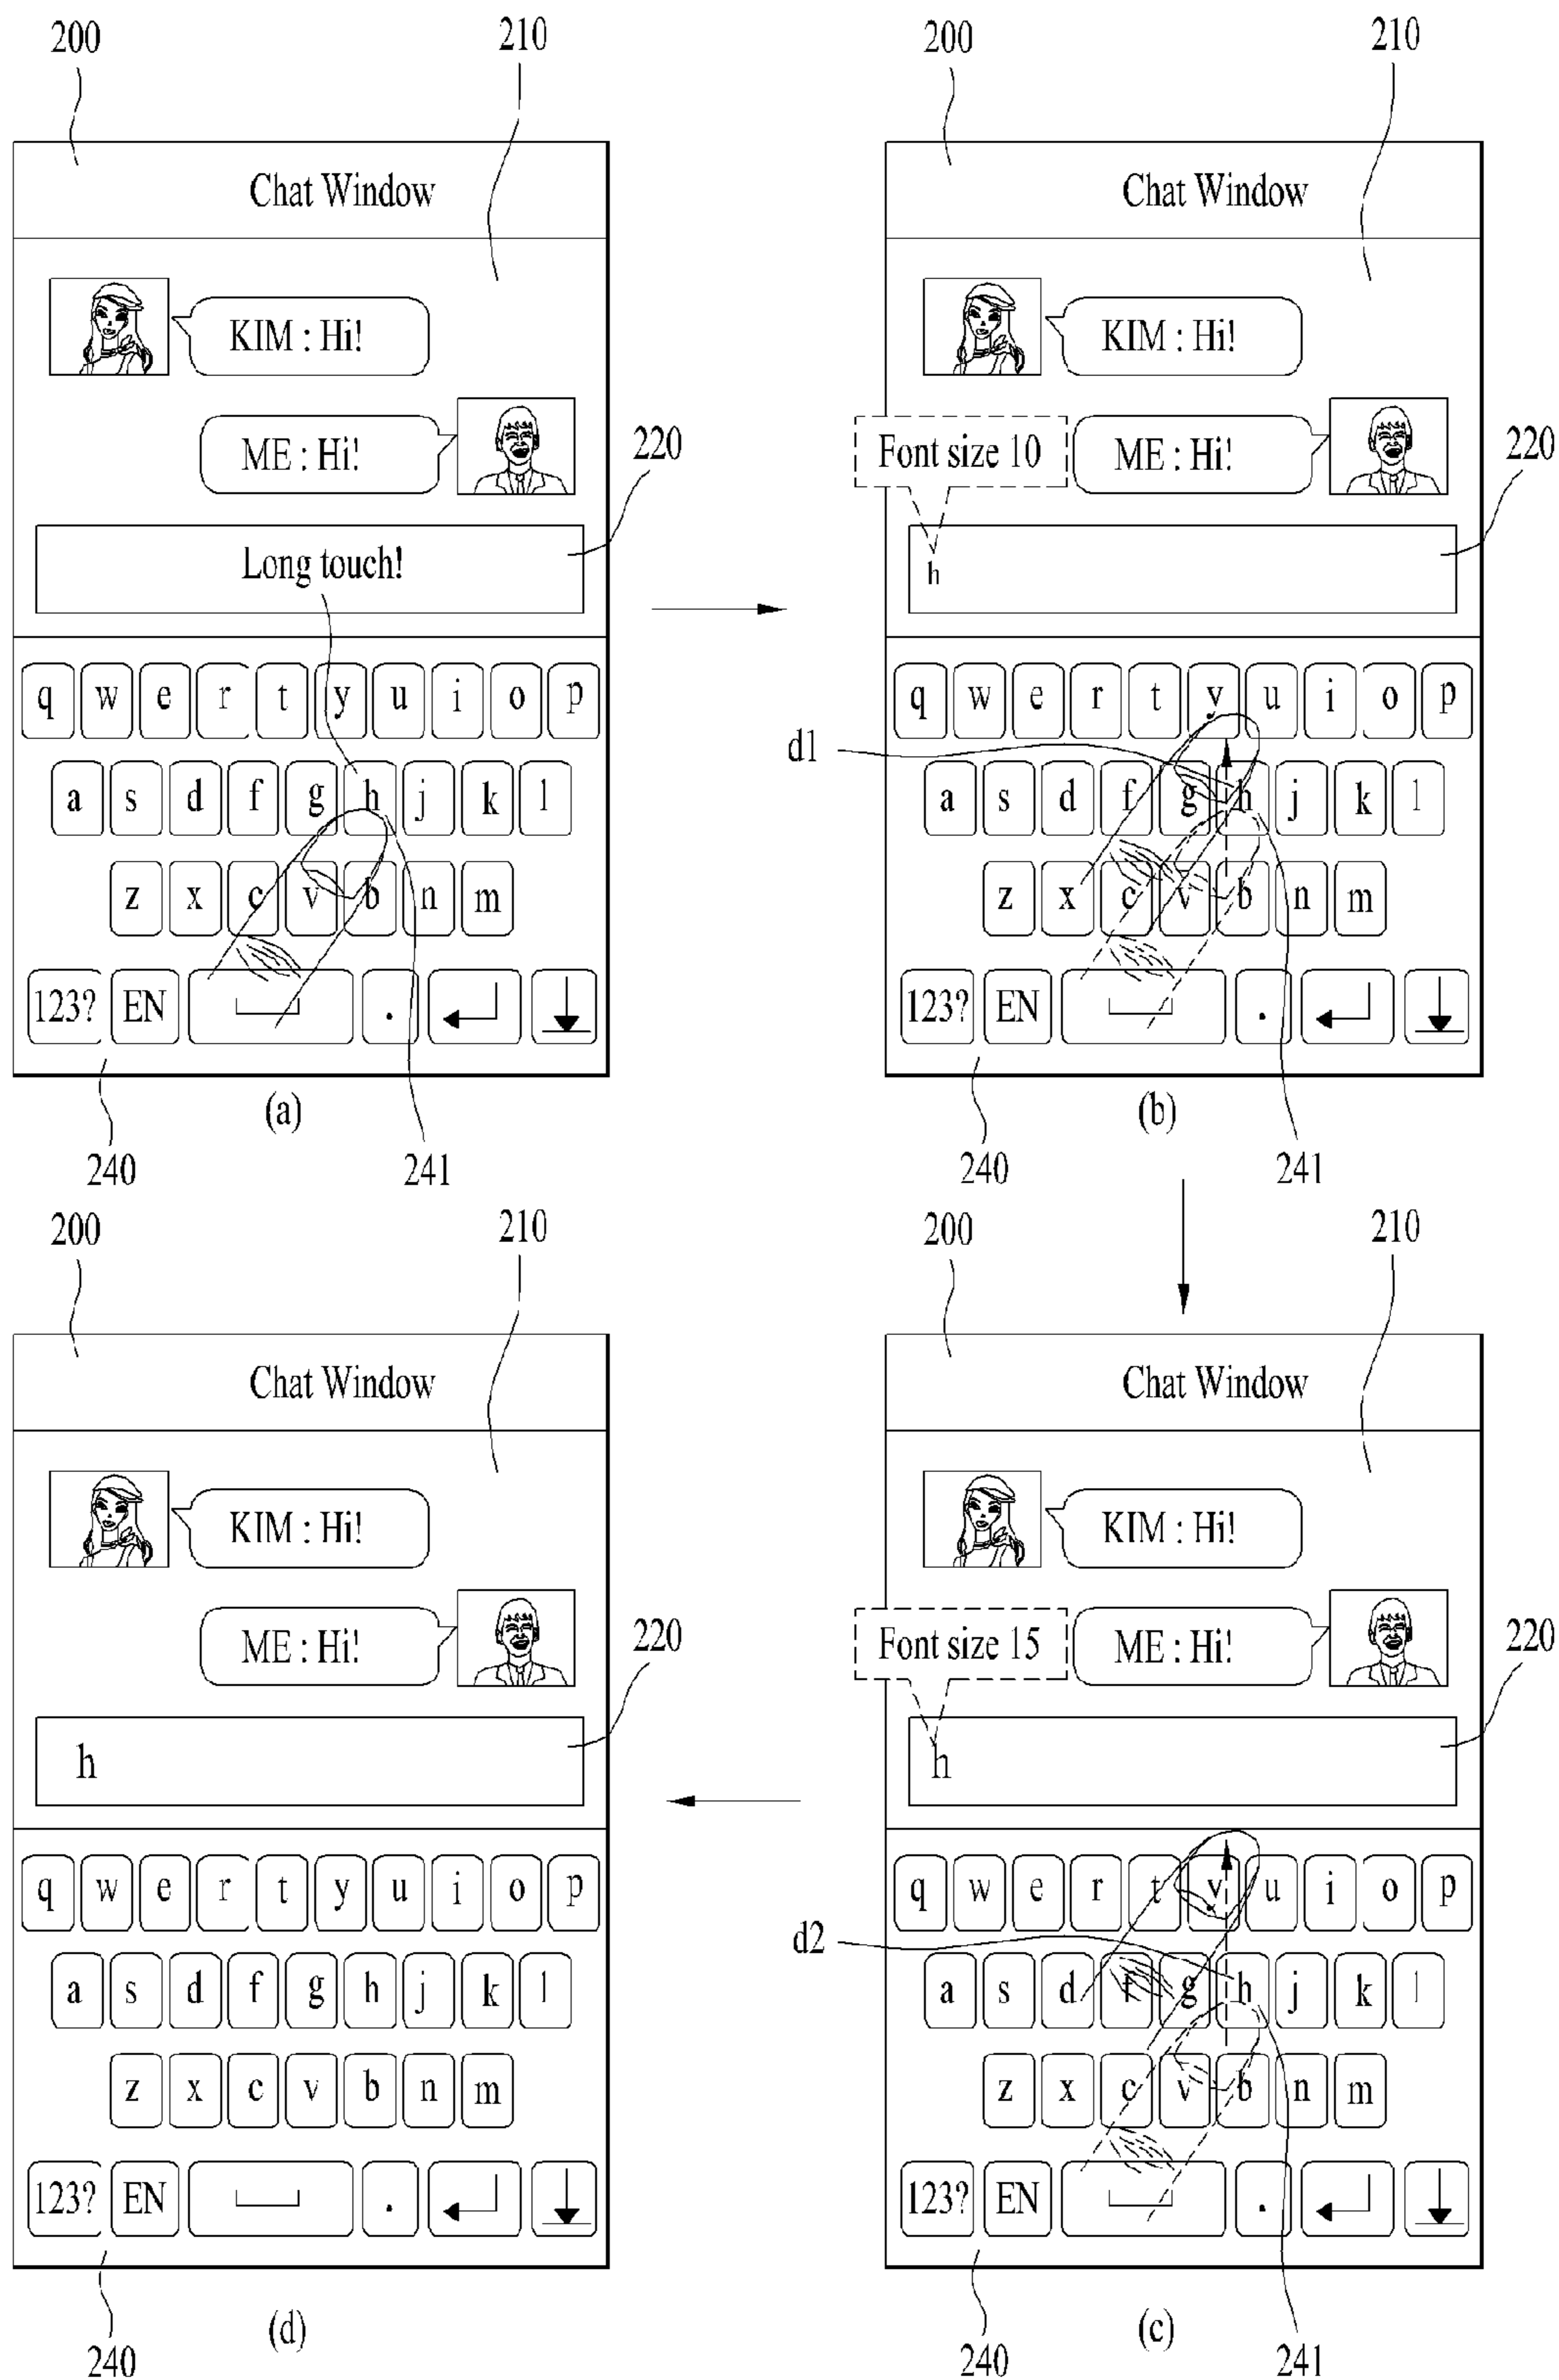 200 210
Chat Window
KIM : Hi!
ME : Hi!
220
Long touch!
q w e r t y u i o p
a s d f g h j k l
z x c v b n m
123? EN .
(a)
240 241
200 210
Chat Window
KIM : Hi!
Font size 10 ME : Hi!
220
h
q w e r t y u i o p
d1
a s d f g h j k l
z x c v b n m
123? EN .
(b)
240 241
200 210
Chat Window
KIM : Hi!
ME : Hi!
220
h
q w e r t y u i o p
a s d f g h j k l
z x c v b n m
123? EN .
(d)
240
200 210
Chat Window
KIM : Hi!
Font size 15 ME : Hi!
220
h
q w e r t y u i o p
d2
a s d f g h j k l
z x c v b n m
123? EN .
(c)
240 241